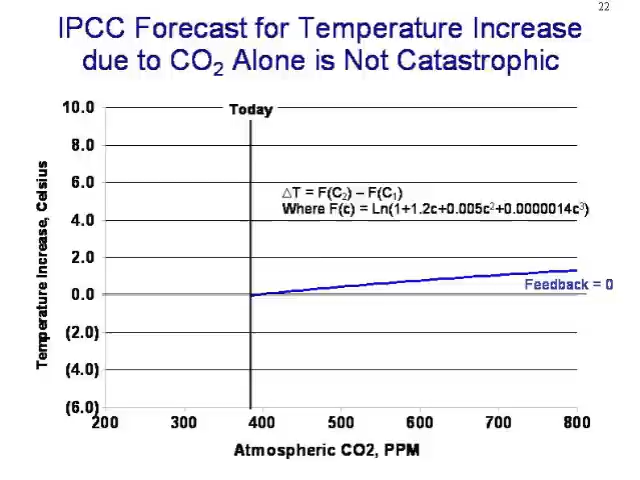 22
IPCC Forecast for Temperature Increase
due to CO₂ Alone is Not Catastrophic
10.0
Today
8.0
6.0
△T = F(C₂) – F(C₁)
Where F(c) = Ln(1+1.2c+0.005c²+0.0000014c³)
4.0
2.0
Feedback = 0
0.0
(2.0)
(4.0)
(6.0)
Temperature Increase, Celsius
200 300 400 500 600 700 800
Atmospheric CO2, PPM